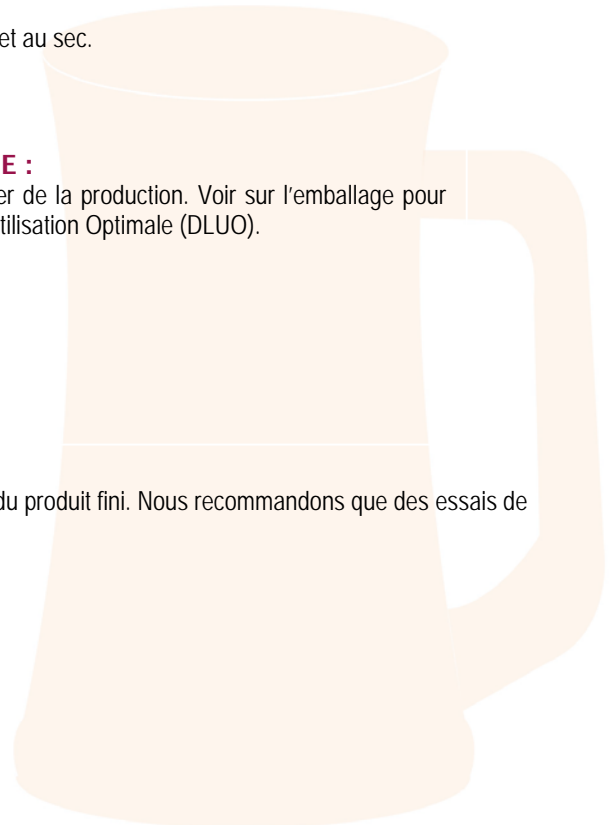 et au sec.
E :
er de la production. Voir sur l'emballage pour
tilisation Optimale (DLUO).
du produit fini. Nous recommandons que des essais de